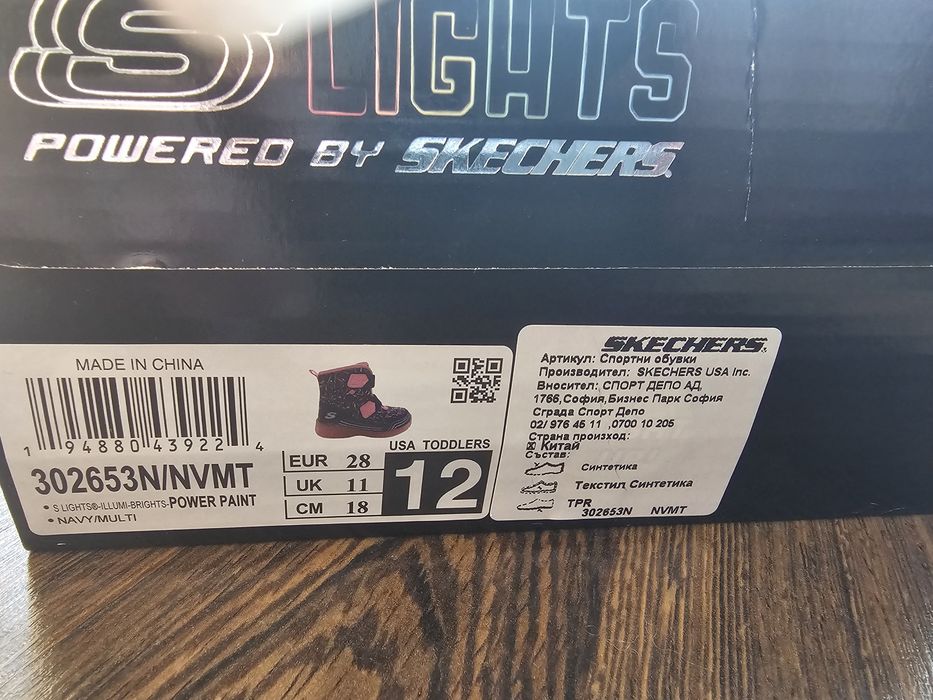 S LIGHTS
POWERED BY SKECHERS.
MADE IN CHINA
1 94880 43922 4
302653N/NVMT
• S LIGHTS®-ILLUMI-BRIGHTS-POWER PAINT
• NAVY/MULTI
USA TODDLERS
EUR 28
UK 11
CM 18
12
SKECHERS.
Артикул: Спортни обувки
Производител: SKECHERS USA Inc.
Вносител: СПОРТ ДЕПО АД,
1766,София,Бизнес Парк София
Сграда Спорт Депо
02/ 976 45 11 ,0700 10 205
Страна произход:
Китай
Състав:
Синтетика
Текстил Синтетика
TPR
302653N NVMT